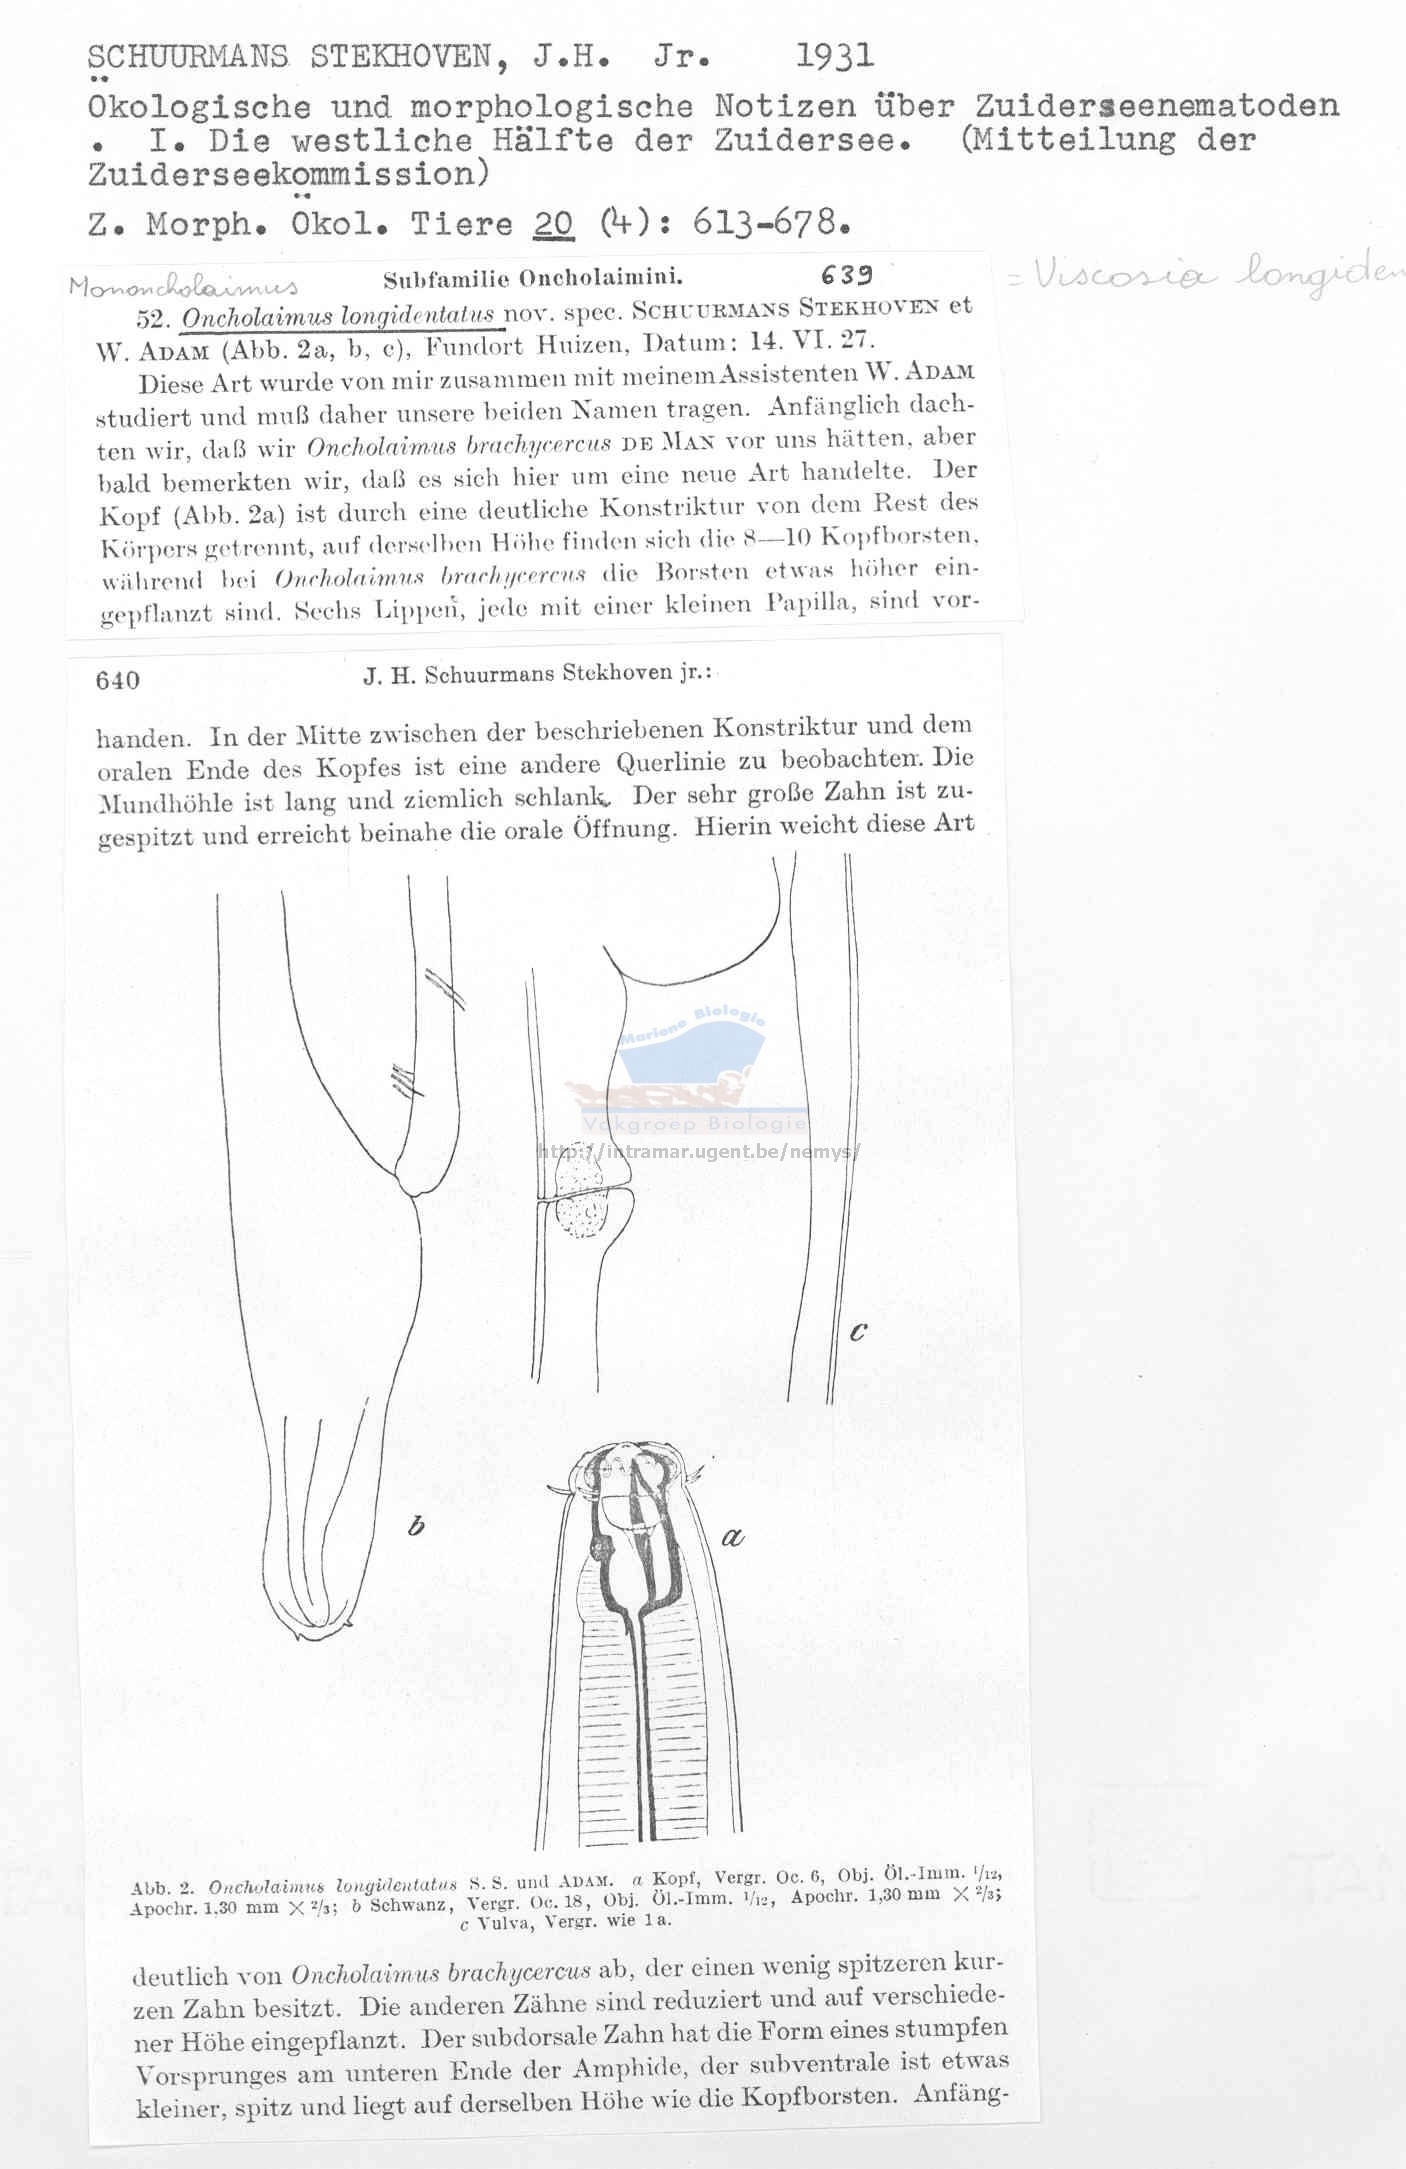 SCHUURMANS STEKHOVEN, J.H. Jr. 1931
Ökologische und morphologische Notizen über Zuiderseenematoden
. I. Die westliche Hälfte der Zuidersee. (Mitteilung der
Zuiderseekommission)
Z. Morph. Ökol. Tiere 20 (4): 613-678.
Mononcholaimus Subfamilie Oncholaimini. 639 = Viscosia longiden
52. Oncholaimus longidentatus nov. spec. SCHUURMANS STEKHOVEN et
W. ADAM (Abb. 2a, b, c), Fundort Huizen, Datum: 14. VI. 27.
Diese Art wurde von mir zusammen mit meinem Assistenten W. ADAM
studiert und muß daher unsere beiden Namen tragen. Anfänglich dach-
ten wir, daß wir Oncholaimus brachycercus DE MAN vor uns hätten, aber
bald bemerkten wir, daß es sich hier um eine neue Art handelte. Der
Kopf (Abb. 2a) ist durch eine deutliche Konstriktur von dem Rest des
Körpers getrennt, auf derselben Höhe finden sich die 8—10 Kopfborsten,
während bei Oncholaimus brachycercus die Borsten etwas höher ein-
gepflanzt sind. Sechs Lippen, jede mit einer kleinen Papilla, sind vor-
640 J. H. Schuurmans Stekhoven jr.:
handen. In der Mitte zwischen der beschriebenen Konstriktur und dem
oralen Ende des Kopfes ist eine andere Querlinie zu beobachten. Die
Mundhöhle ist lang und ziemlich schlank. Der sehr große Zahn ist zu-
gespitzt und erreicht beinahe die orale Öffnung. Hierin weicht diese Art
Mariene Biologie
Vakgroep Biologie
http://intramar.ugent.be/nemys/
c
b
a
Abb. 2. Oncholaimus longidentatus S. S. und ADAM. a Kopf, Vergr. Oc. 6, Obj. Öl.-Imm. 1/12,
Apochr. 1,30 mm × 2/3; b Schwanz, Vergr. Oc. 18, Obj. Öl.-Imm. 1/12, Apochr. 1,30 mm × 2/3;
c Vulva, Vergr. wie 1 a.
deutlich von Oncholaimus brachycercus ab, der einen wenig spitzeren kur-
zen Zahn besitzt. Die anderen Zähne sind reduziert und auf verschiede-
ner Höhe eingepflanzt. Der subdorsale Zahn hat die Form eines stumpfen
Vorsprunges am unteren Ende der Amphide, der subventrale ist etwas
kleiner, spitz und liegt auf derselben Höhe wie die Kopfborsten. Anfäng-